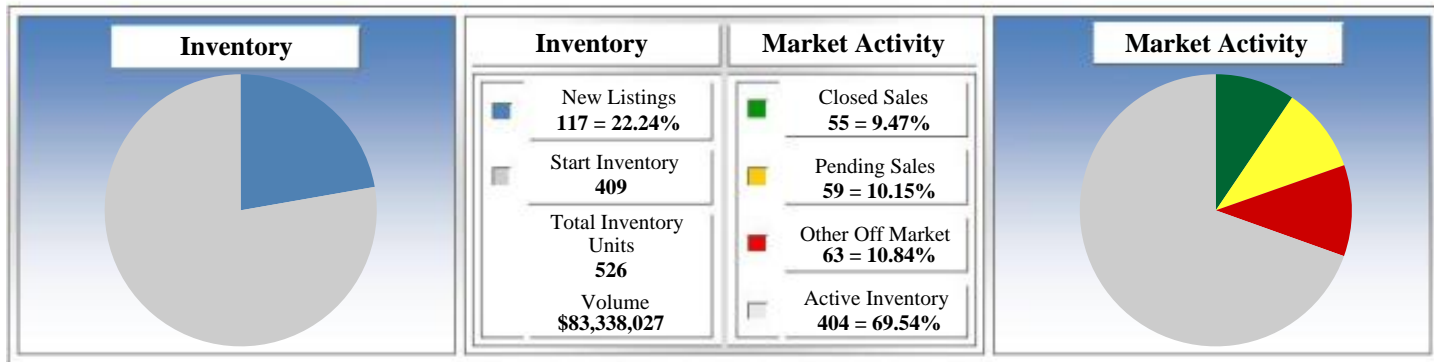 Inventory
Inventory
New Listings
117 = 22.24%
Start Inventory
409
Total Inventory
Units
526
Volume
$83,338,027
Market Activity
Closed Sales
55 = 9.47%
Pending Sales
59 = 10.15%
Other Off Market
63 = 10.84%
Active Inventory
404 = 69.54%
Market Activity